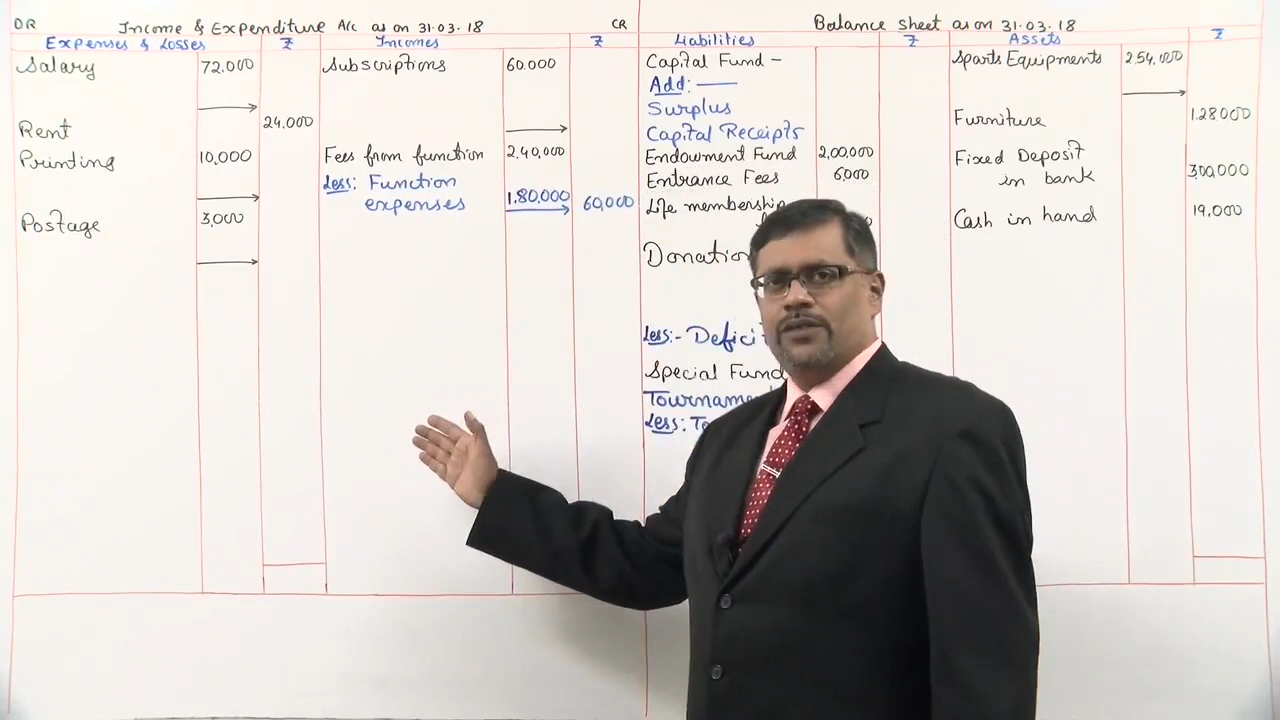 DR Income & Expenditure A/c as on 31.03.18 CR
Expenses & Losses ₹ Incomes ₹
Salary 72,000 Subscriptions 60.000
Rent 24.000
Printing 10,000 Fees from function 2,40,000
Less: Function
expenses 1.80,000 60,000
Postage 3,000
Balance sheet as on 31.03.18
Liabilities ₹ Assets ₹
Capital Fund - Sports Equipments 2,54,000
Add: -
Surplus Furniture 1.28000
Capital Receipts
Endowment Fund 2,00,000 Fixed Deposit
Entrance Fees 6,000 in bank 300,000
Life membership Cash in hand 19,000
Donation
Less:- Defici
Special Fund
Tourname
Less: To